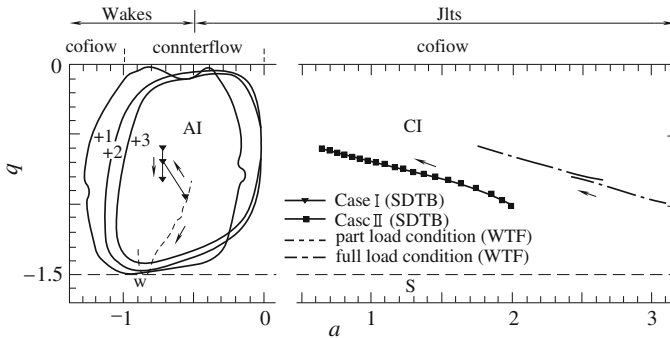 Wakes Jlts
cofiow connterflow cofiow
0
+1
+2
+3
AI
CI
q
Case I (SDTB)
Casc II (SDTB)
part load condition (WTF)
full load condition (WTF)
−1.5
w
S
−1 0 1 2 3
a